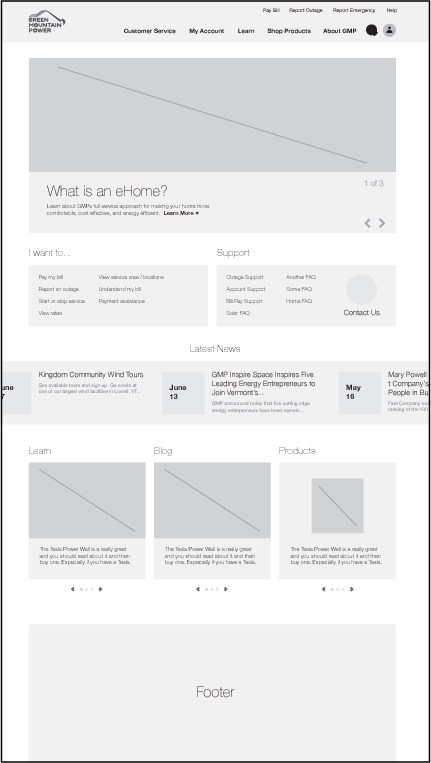 GREEN
MOUNTAIN
POWER
Pay Bill Report Outage Report Emergency Help
Customer Service My Account Learn Shop Products About GMP
What is an eHome?
1 of 3
Learn about GMPs full service approach for making your home more
comfortable, cost effective, and energy efficient. Learn More +
I want to...
Pay my bill View service area / locations
Report an outage Understand my bill
Start or stop service Payment assistance
View rates
Support
Outage Support Another FAQ
Account Support Some FAQ
Bill Pay Support Home FAQ
Solar FAQ
Contact Us
Latest News
une
7
Kingdom Community Wind Tours
See available tours and sign up. Go onsite at
one of our largest wind facilities in Lowell, VT...
June
13
GMP Inspire Space Inspires Five
Leading Energy Entrepreneurs to
Join Vermont's...
GMP announced today that five cutting edge
energy entrepreneurs have been named...
May
16
Mary Powell
t Company's
People in Bu
Fast Company tod
ranking of the 100
Learn
The Tesla Power Wall is a really great
and you should read about it and then
buy one. Especially if you have a Tesla.
Blog
The Tesla Power Wall is a really great
and you should read about it and then
buy one. Especially if you have a Tesla.
Products
The Tesla Power Wall is a really great
and you should read about it and then
buy one. Especially if you have a Tesla.
Footer